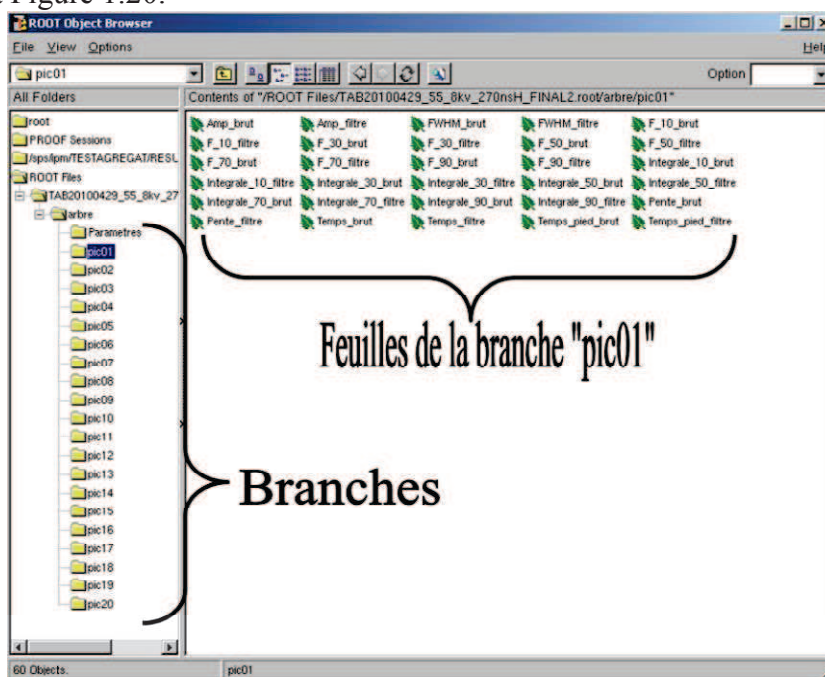 Figure 1.20.
ROOT Object Browser
File View Options Help
pic01 Option
All Folders
Contents of "/ROOT Files/TAB20100429_55_8kv_270nsH_FINAL2.root/arbre/pic01"
root
PROOF Sessions
/sps/ipm/TESTAGREGAT/RESU
ROOT Files
TAB20100429_55_8kv_27
arbre
Parametres
pic01
pic02
pic03
pic04
pic05
pic06
pic07
pic08
pic09
pic10
pic11
pic12
pic13
pic14
pic15
pic16
pic17
pic18
pic19
pic20
Amp_brut Amp_filtre FWHM_brut FWHM_filtre F_10_brut
F_10_filtre F_30_brut F_30_filtre F_50_brut F_50_filtre
F_70_brut F_70_filtre F_90_brut F_90_filtre Integrale_10_brut
Integrale_10_filtre Integrale_30_brut Integrale_30_filtre Integrale_50_brut Integrale_50_filtre
Integrale_70_brut Integrale_70_filtre Integrale_90_brut Integrale_90_filtre Pente_brut
Pente_filtre Temps_brut Temps_filtre Temps_pied_brut Temps_pied_filtre
Feuilles de la branche "pic01"
Branches
60 Objects. pic01